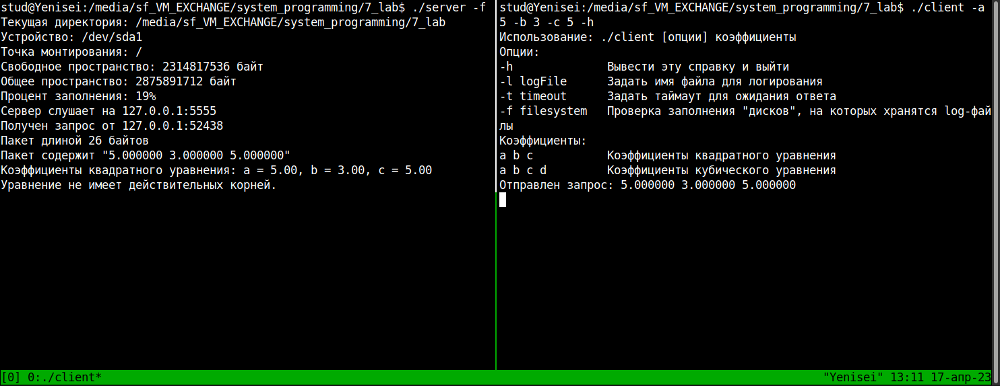 stud@Yenisei:/media/sf_VM_EXCHANGE/system_programming/7_lab$ ./server -f
Текущая директория: /media/sf_VM_EXCHANGE/system_programming/7_lab
Устройство: /dev/sda1
Точка монтирования: /
Свободное пространство: 2314817536 байт
Общее пространство: 2875891712 байт
Процент заполнения: 19%
Сервер слушает на 127.0.0.1:5555
Получен запрос от 127.0.0.1:52438
Пакет длиной 26 байтов
Пакет содержит "5.000000 3.000000 5.000000"
Коэффициенты квадратного уравнения: a = 5.00, b = 3.00, c = 5.00
Уравнение не имеет действительных корней.
stud@Yenisei:/media/sf_VM_EXCHANGE/system_programming/7_lab$ ./client -a
5 -b 3 -c 5 -h
Использование: ./client [опции] коэффициенты
Опции:
-h Вывести эту справку и выйти
-l logFile Задать имя файла для логирования
-t timeout Задать таймаут для ожидания ответа
-f filesystem Проверка заполнения "дисков", на которых хранятся log-фай
лы
Коэффициенты:
a b c Коэффициенты квадратного уравнения
a b c d Коэффициенты кубического уравнения
Отправлен запрос: 5.000000 3.000000 5.000000
[0] 0:./client* "Yenisei" 13:11 17-апр-23